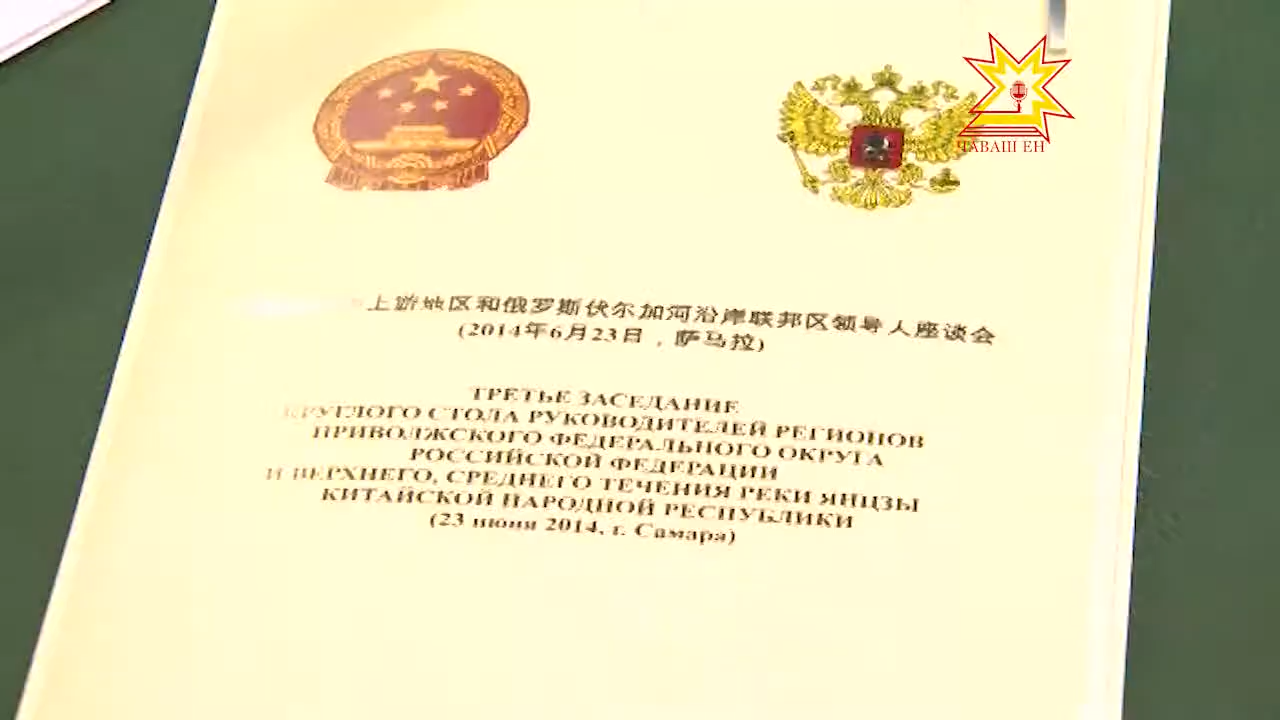 ЧӐВАШ ЕН
上游地区和俄罗斯伏尔加河沿岸联邦区领导人座谈会
(2014年6月23日，萨马拉)
ТРЕТЬЕ ЗАСЕДАНИЕ
КРУГЛОГО СТОЛА РУКОВОДИТЕЛЕЙ РЕГИОНОВ
ПРИВОЛЖСКОГО ФЕДЕРАЛЬНОГО ОКРУГА
РОССИЙСКОЙ ФЕДЕРАЦИИ
И ВЕРХНЕГО, СРЕДНЕГО ТЕЧЕНИЯ РЕКИ ЯНЦЗЫ
КИТАЙСКОЙ НАРОДНОЙ РЕСПУБЛИКИ
(23 июня 2014, г. Самара)